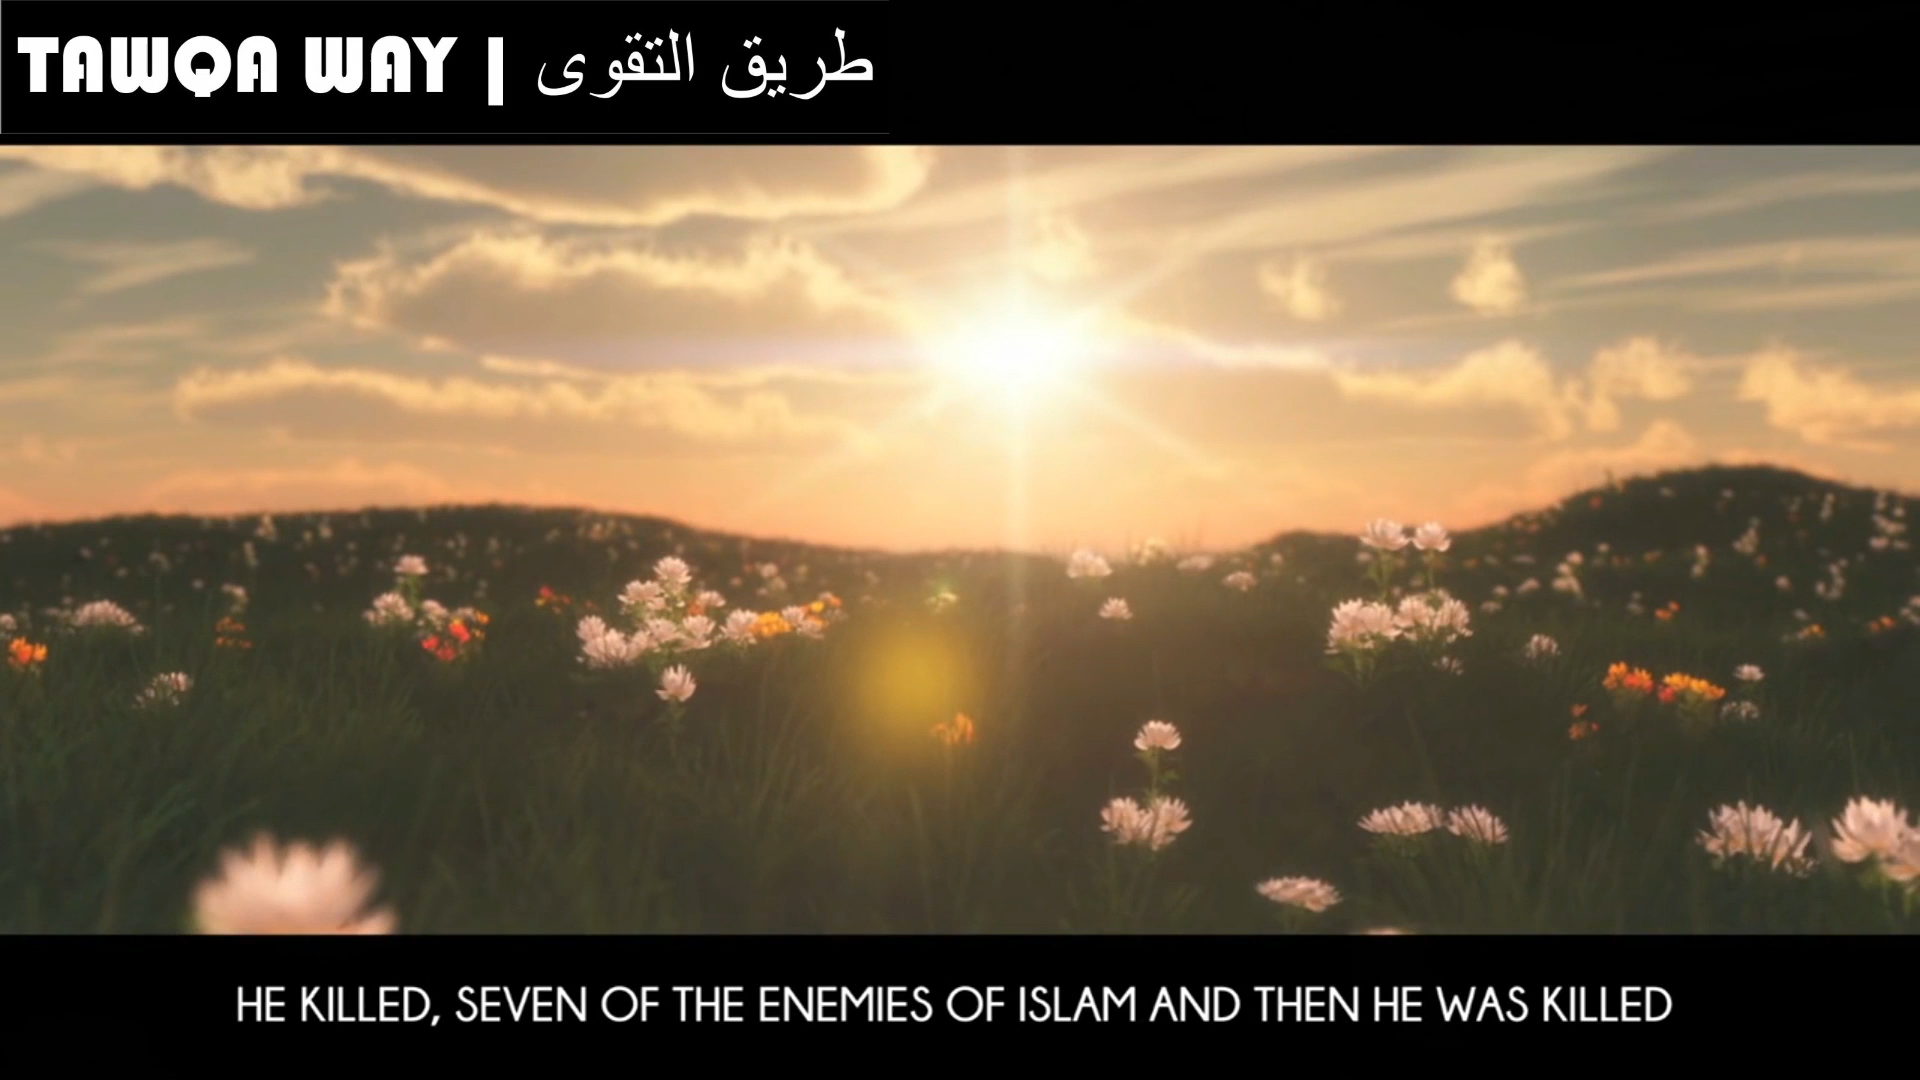 TAWQA WAY | طريق التقوى
HE KILLED, SEVEN OF THE ENEMIES OF ISLAM AND THEN HE WAS KILLED